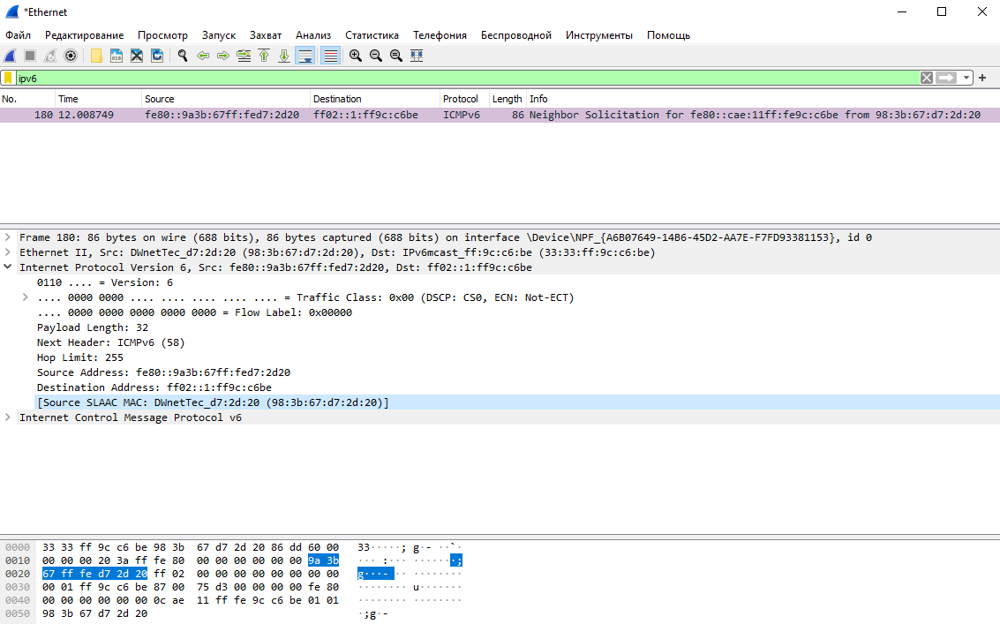 *Ethernet
Файл Редактирование Просмотр Запуск Захват Анализ Статистика Телефония Беспроводной Инструменты Помощь
ipv6
No. Time Source Destination Protocol Length Info
180 12.008749 fe80::9a3b:67ff:fed7:2d20 ff02::1:ff9c:c6be ICMPv6 86 Neighbor Solicitation for fe80::cae:11ff:fe9c:c6be from 98:3b:67:d7:2d:20
Frame 180: 86 bytes on wire (688 bits), 86 bytes captured (688 bits) on interface \Device\NPF_{A6B07649-14B6-45D2-AA7E-F7FD93381153}, id 0
Ethernet II, Src: DWnetTec_d7:2d:20 (98:3b:67:d7:2d:20), Dst: IPv6mcast_ff:9c:c6:be (33:33:ff:9c:c6:be)
Internet Protocol Version 6, Src: fe80::9a3b:67ff:fed7:2d20, Dst: ff02::1:ff9c:c6be
0110 .... = Version: 6
.... 0000 0000 .... .... .... .... .... = Traffic Class: 0x00 (DSCP: CS0, ECN: Not-ECT)
.... 0000 0000 0000 0000 0000 = Flow Label: 0x00000
Payload Length: 32
Next Header: ICMPv6 (58)
Hop Limit: 255
Source Address: fe80::9a3b:67ff:fed7:2d20
Destination Address: ff02::1:ff9c:c6be
[Source SLAAC MAC: DWnetTec_d7:2d:20 (98:3b:67:d7:2d:20)]
Internet Control Message Protocol v6
0000 33 33 ff 9c c6 be 98 3b 67 d7 2d 20 86 dd 60 00 33·····; g·- ··`·
0010 00 00 00 20 3a ff fe 80 00 00 00 00 00 00 9a 3b ··· :··· ·······;
0020 67 ff fe d7 2d 20 ff 02 00 00 00 00 00 00 00 00 g···- ·· ········
0030 00 01 ff 9c c6 be 87 00 75 d3 00 00 00 00 fe 80 ········ u·······
0040 00 00 00 00 00 00 0c ae 11 ff fe 9c c6 be 01 01 ········ ········
0050 98 3b 67 d7 2d 20 ·;g·-